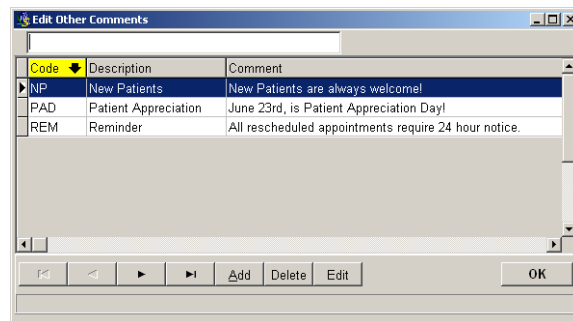 Edit Other Comments
Code Description Comment
NP New Patients New Patients are always welcome!
PAD Patient Appreciation June 23rd, is Patient Appreciation Day!
REM Reminder All rescheduled appointments require 24 hour notice.
Add Delete Edit OK